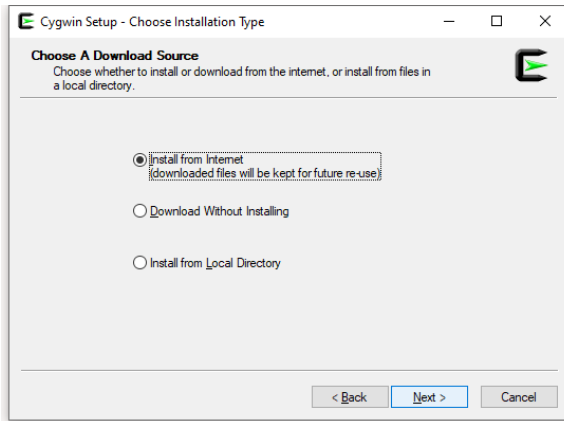 Cygwin Setup - Choose Installation Type
Choose A Download Source
Choose whether to install or download from the internet, or install from files in
a local directory.
Install from Internet
(downloaded files will be kept for future re-use)
Download Without Installing
Install from Local Directory
< Back
Next >
Cancel